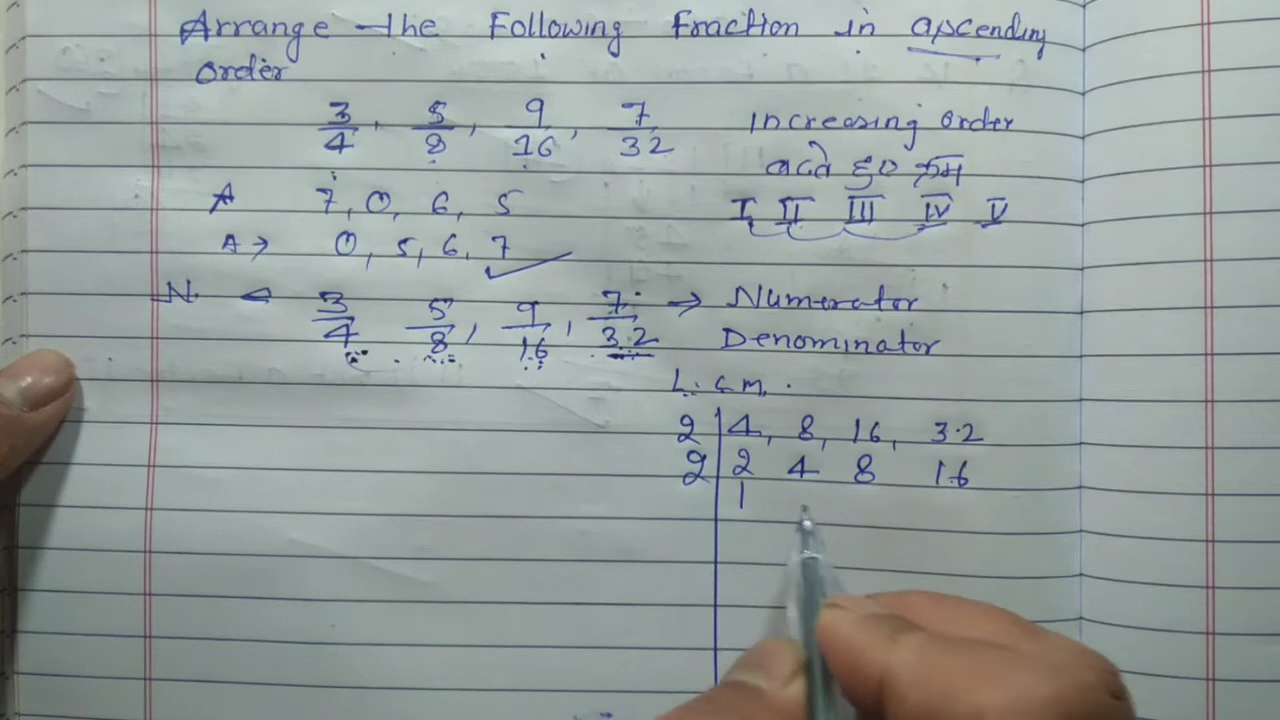 Arrange the Following Fraction in ascending
order
3/4, 5/8, 9/16, 7/32
Increasing order
बढते हुए क्रम
A 7, 0, 6, 5
I II III IV V
A → 0, 5, 6, 7 ✓
N. < 3/4 5/8, 9/16, 7/32 → Numerator
Denominator
L.C.M.
2 | 4, 8, 16, 32
2 | 2 4 8 16
1